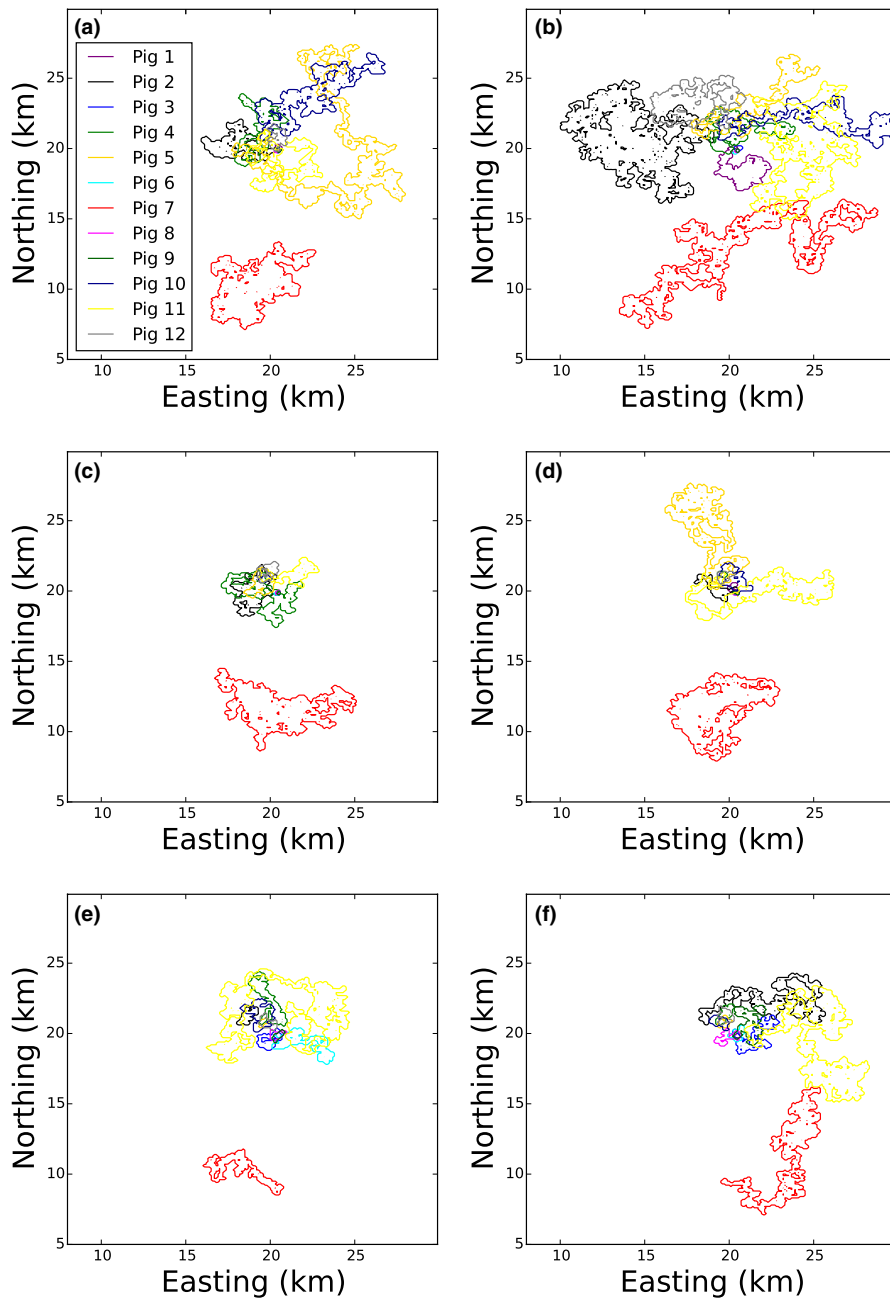 (a)
Pig 1
Pig 2
Pig 3
Pig 4
Pig 5
Pig 6
Pig 7
Pig 8
Pig 9
Pig 10
Pig 11
Pig 12
25
20
15
10
5
Northing (km)
10 15 20 25
Easting (km)
(b)
25
20
15
10
5
Northing (km)
10 15 20 25
Easting (km)
(c)
25
20
15
10
5
Northing (km)
10 15 20 25
Easting (km)
(d)
25
20
15
10
5
Northing (km)
10 15 20 25
Easting (km)
(e)
25
20
15
10
5
Northing (km)
10 15 20 25
Easting (km)
(f)
25
20
15
10
5
Northing (km)
10 15 20 25
Easting (km)